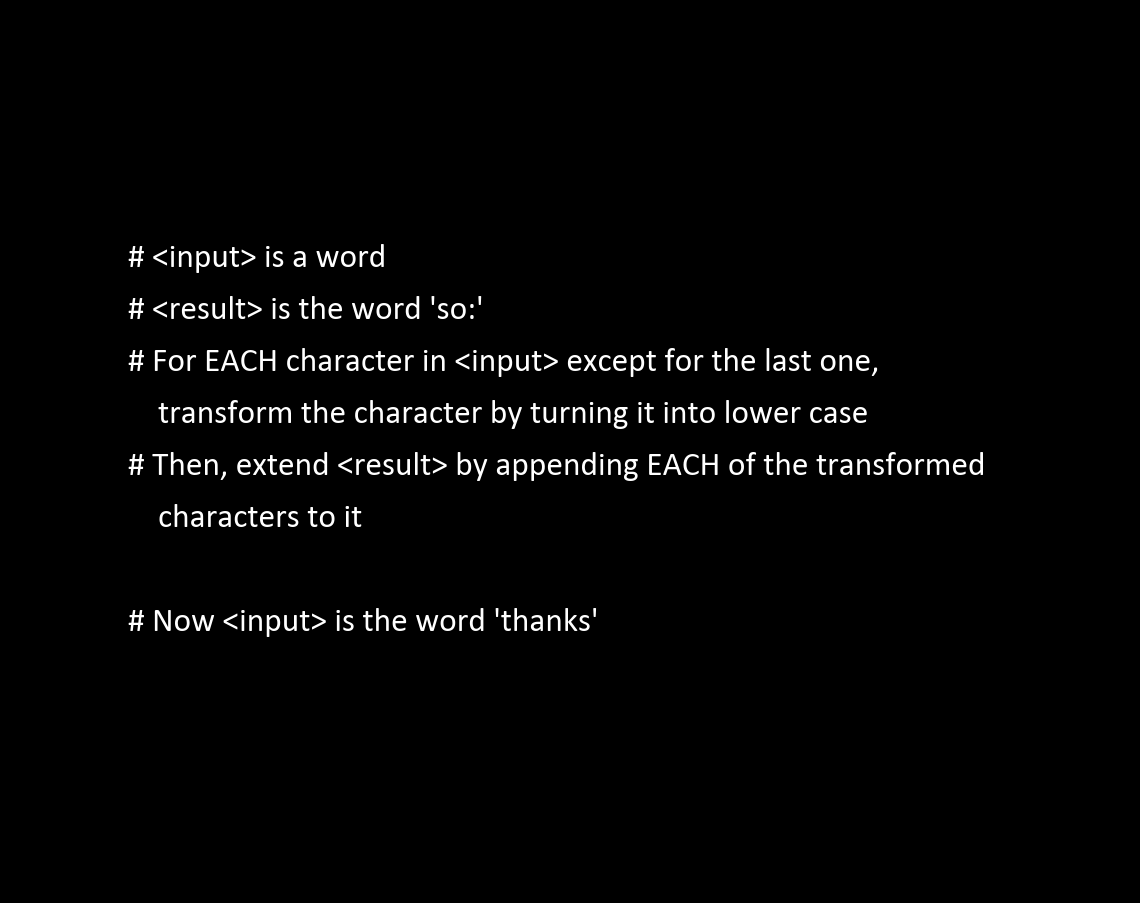 # <input> is a word
# <result> is the word 'so:'
# For EACH character in <input> except for the last one,
transform the character by turning it into lower case
# Then, extend <result> by appending EACH of the transformed
characters to it
# Now <input> is the word 'thanks'